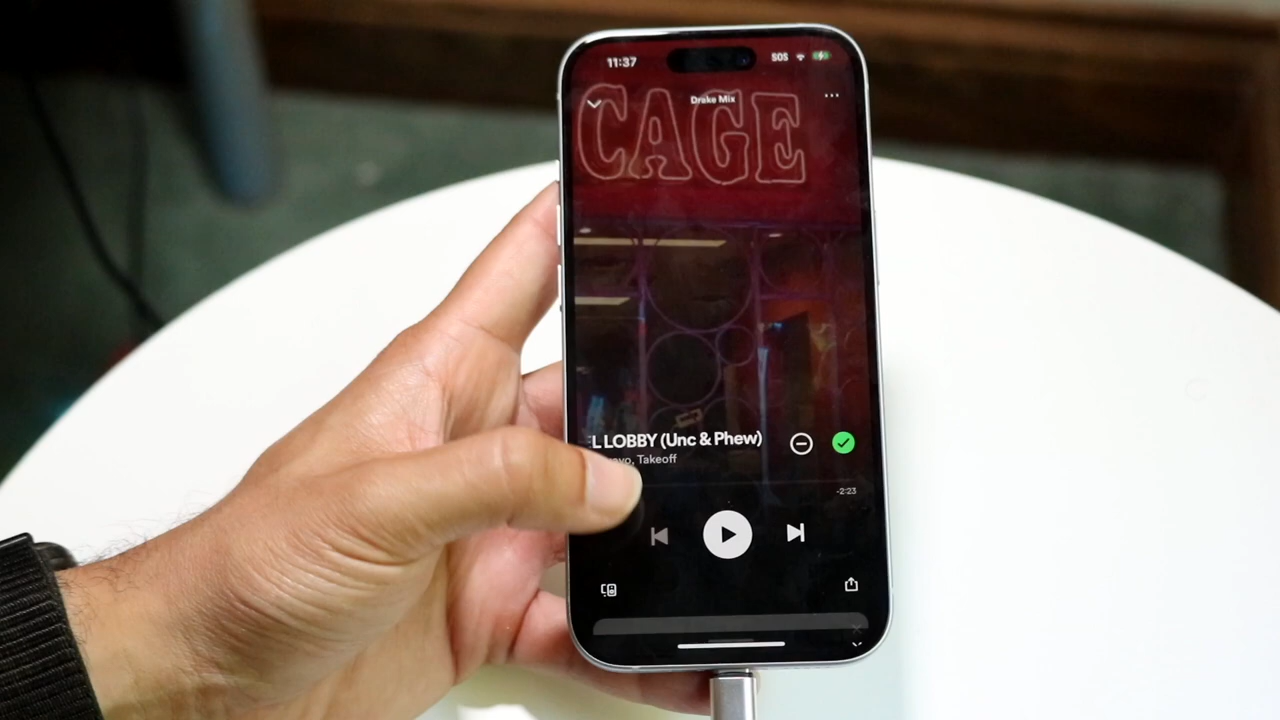 11:37
SOS
Drake Mix
CAGE
L LOBBY (Unc & Phew)
Takeoff
-2:23